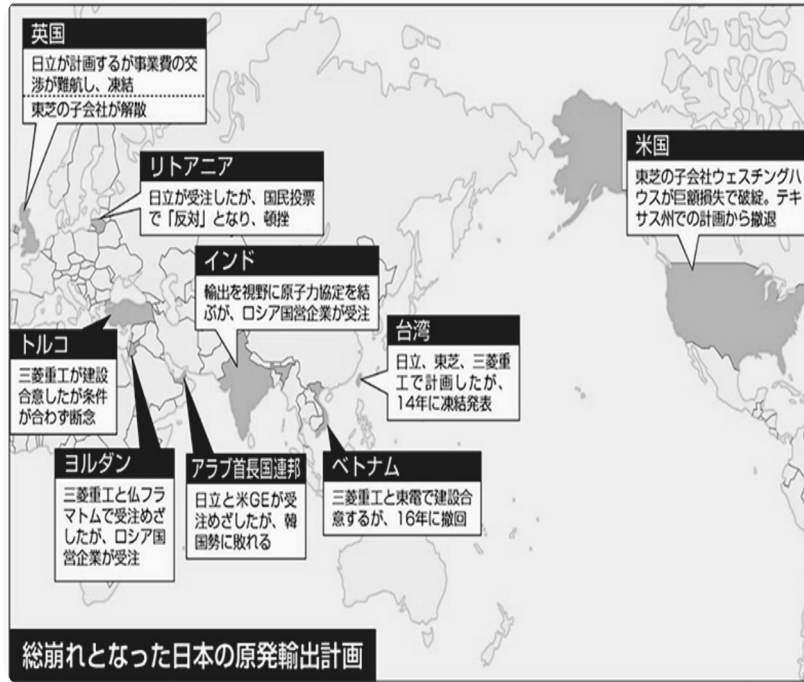 英国
日立が計画するが事業費の交
渉が難航し、凍結
東芝の子会社が解散
リトアニア
日立が受注したが、国民投票
で「反対」となり、頓挫
インド
輸出を視野に原子力協定を結
ぶが、ロシア国営企業が受注
米国
東芝の子会社ウェスチングハ
ウスが巨額損失で破綻。テキ
サス州での計画から撤退
トルコ
三菱重工が建設
合意したが条件
が合わず断念
台湾
日立、東芝、三菱重
工で計画したが、
14年に凍結発表
ヨルダン
三菱重工と仏フラ
マトムで受注めざ
したが、ロシア国
営企業が受注
アラブ首長国連邦
日立と米GEが受
注めざしたが、韓
国勢に敗れる
ベトナム
三菱重工と東電で建設合
意するが、16年に撤回
総崩れとなった日本の原発輸出計画